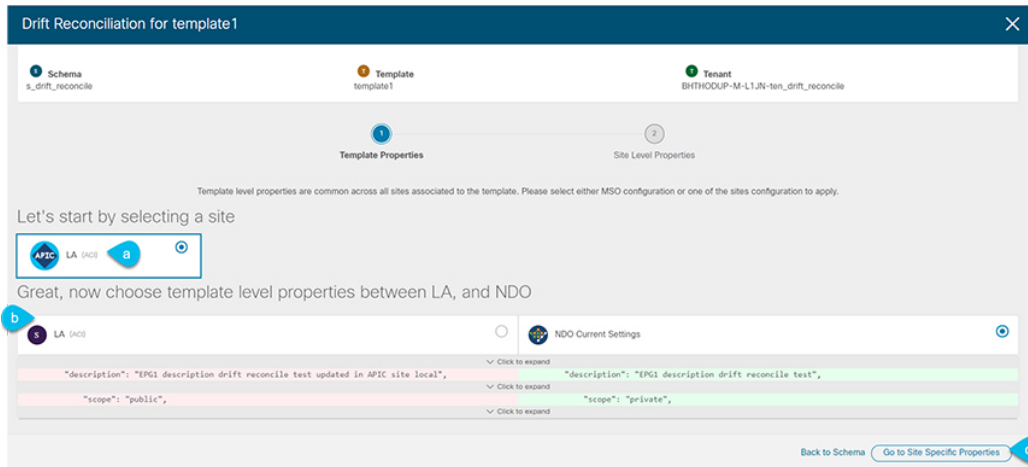 Drift Reconciliation for template1
S Schema
s_drift_reconcile
T Template
template1
T Tenant
BHTHODUP-M-L1JN-ten_drift_reconcile
1
Template Properties
2
Site Level Properties
Template level properties are common across all sites associated to the template. Please select either MSO configuration or one of the sites configuration to apply.
Let's start by selecting a site
APIC LA (ACI) a
Great, now choose template level properties between LA, and NDO
b
S LA (ACI)
NDO Current Settings
Click to expand
"description": "EPG1 description drift reconcile test updated in APIC site local",
"description": "EPG1 description drift reconcile test",
Click to expand
"scope": "public",
"scope": "private",
Click to expand
Back to Schema
Go to Site Specific Properties